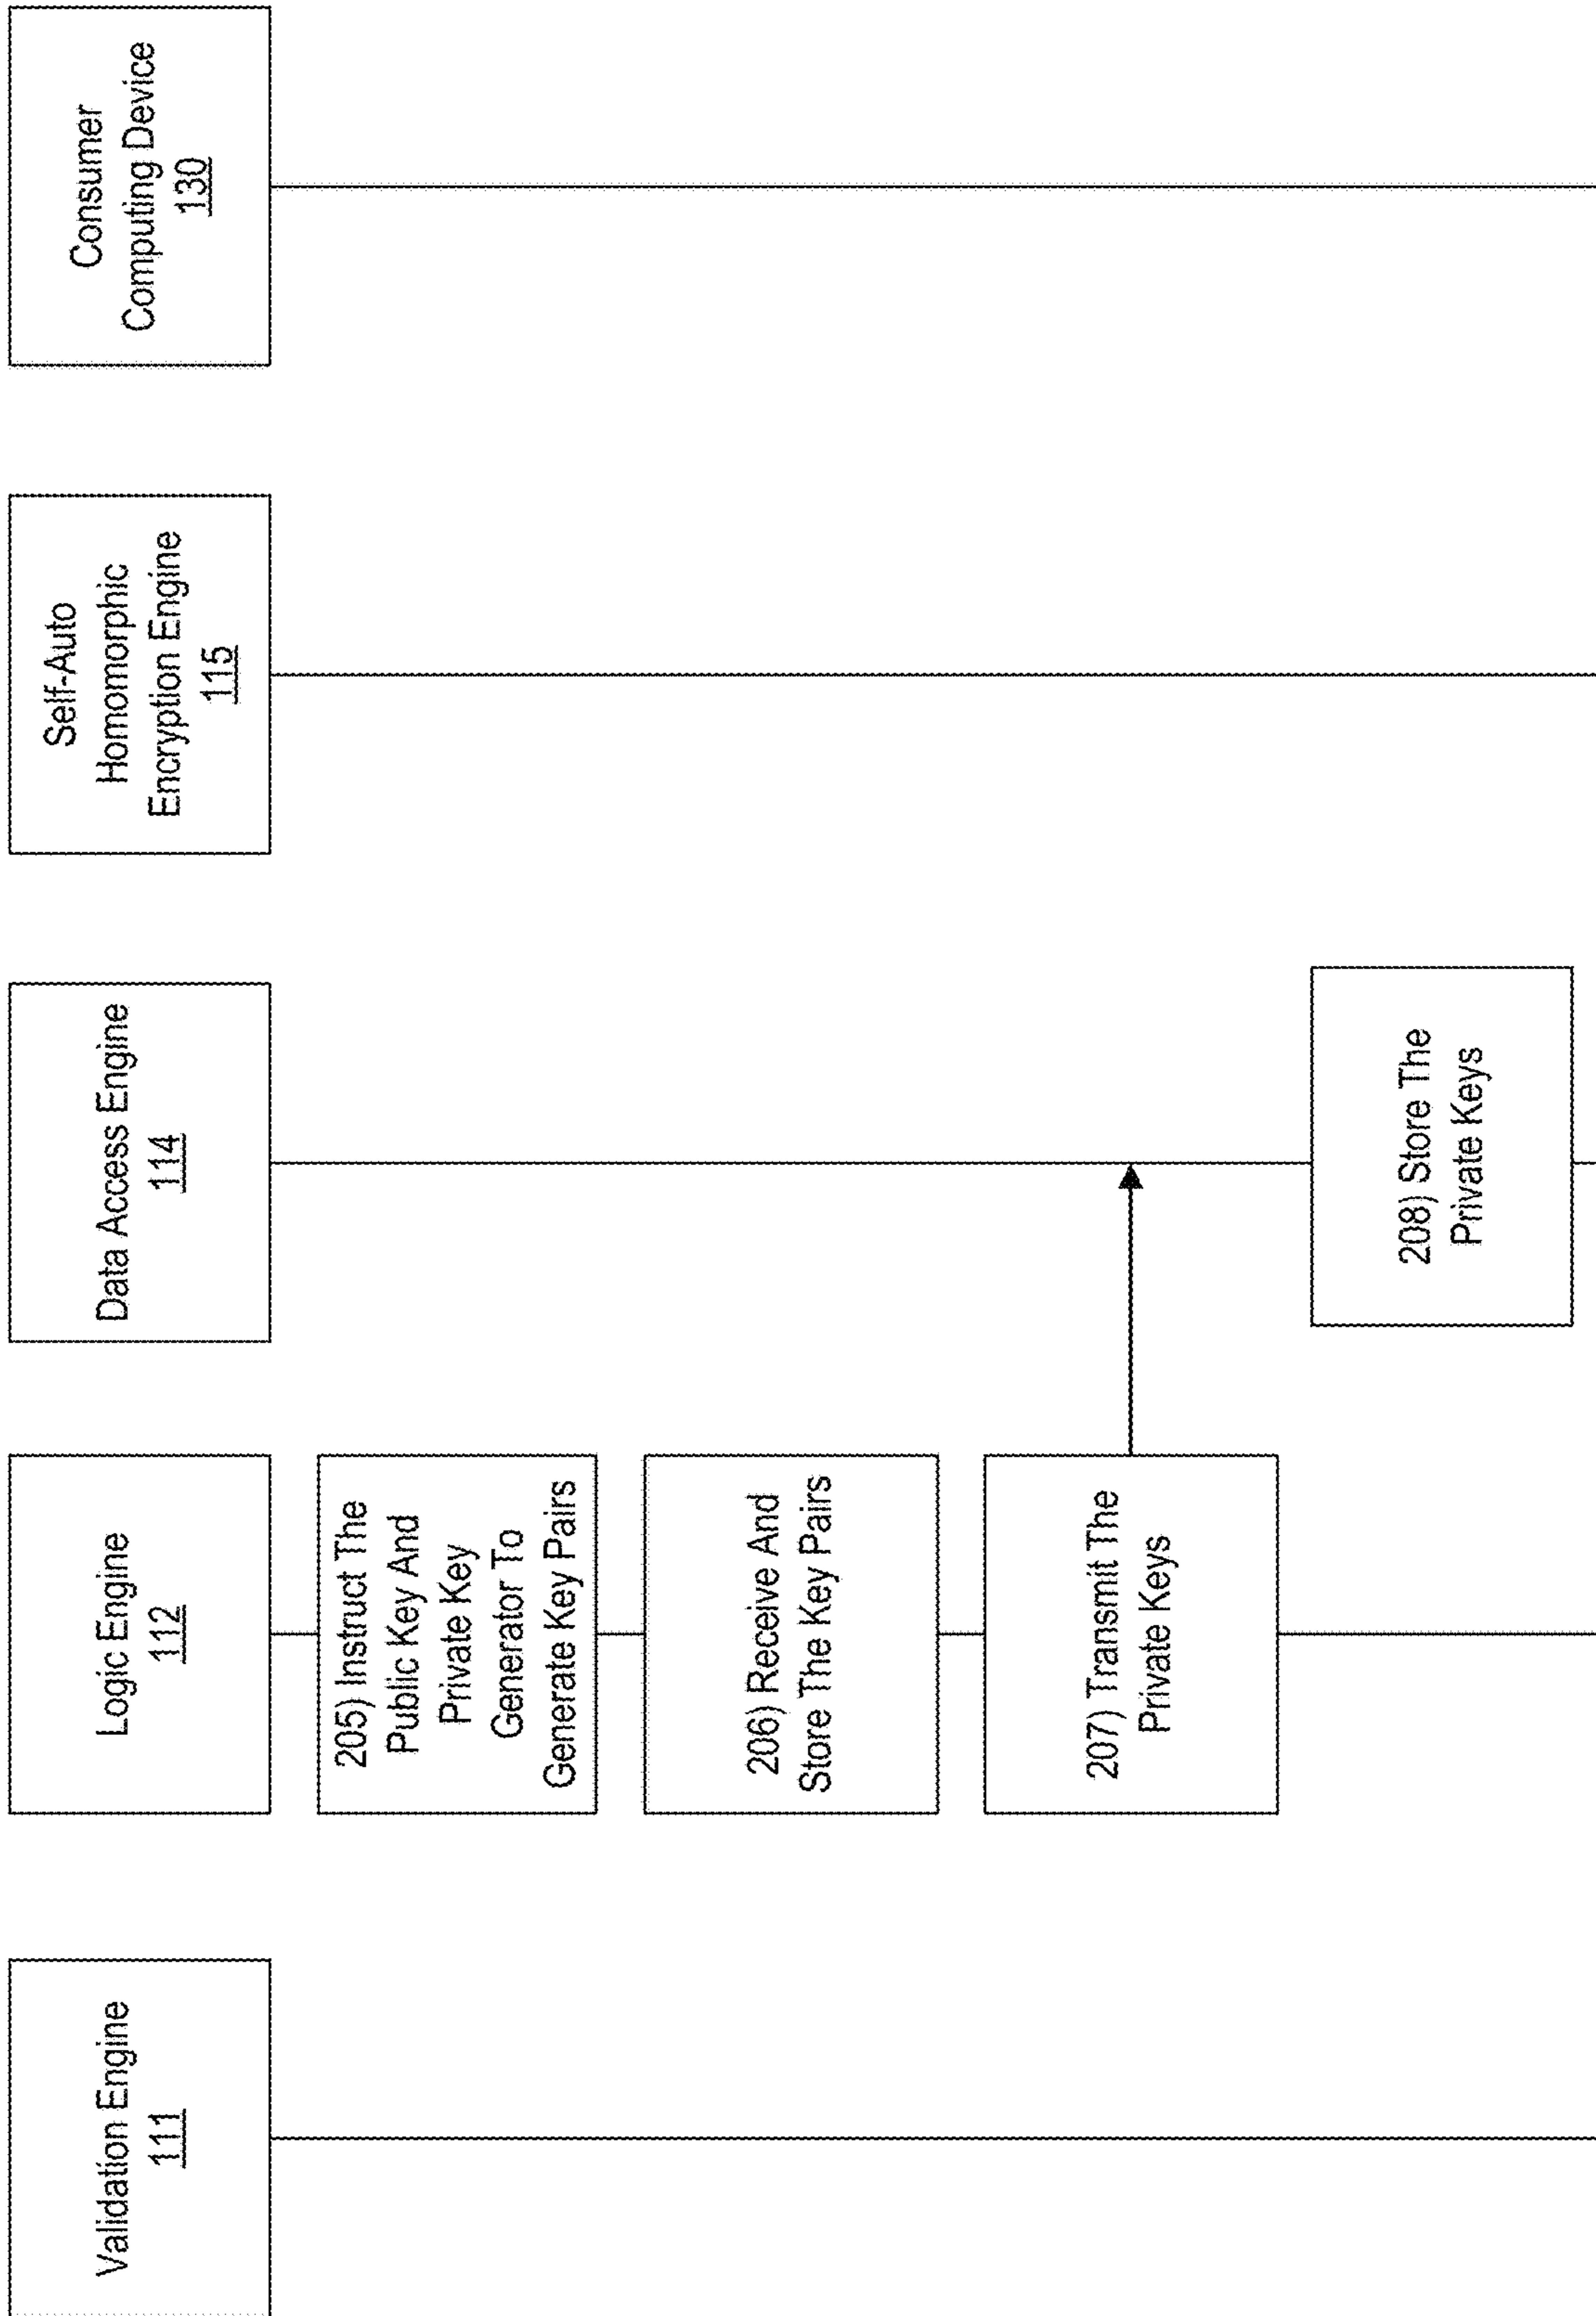 Validation Engine
111
Logic Engine
112
Data Access Engine
114
Self-Auto
Homomorphic
Encryption Engine
115
Consumer
Computing Device
130
205) Instruct The
Public Key And
Private Key
Generator To
Generate Key Pairs
206) Receive And
Store The Key Pairs
207) Transmit The
Private Keys
208) Store The
Private Keys